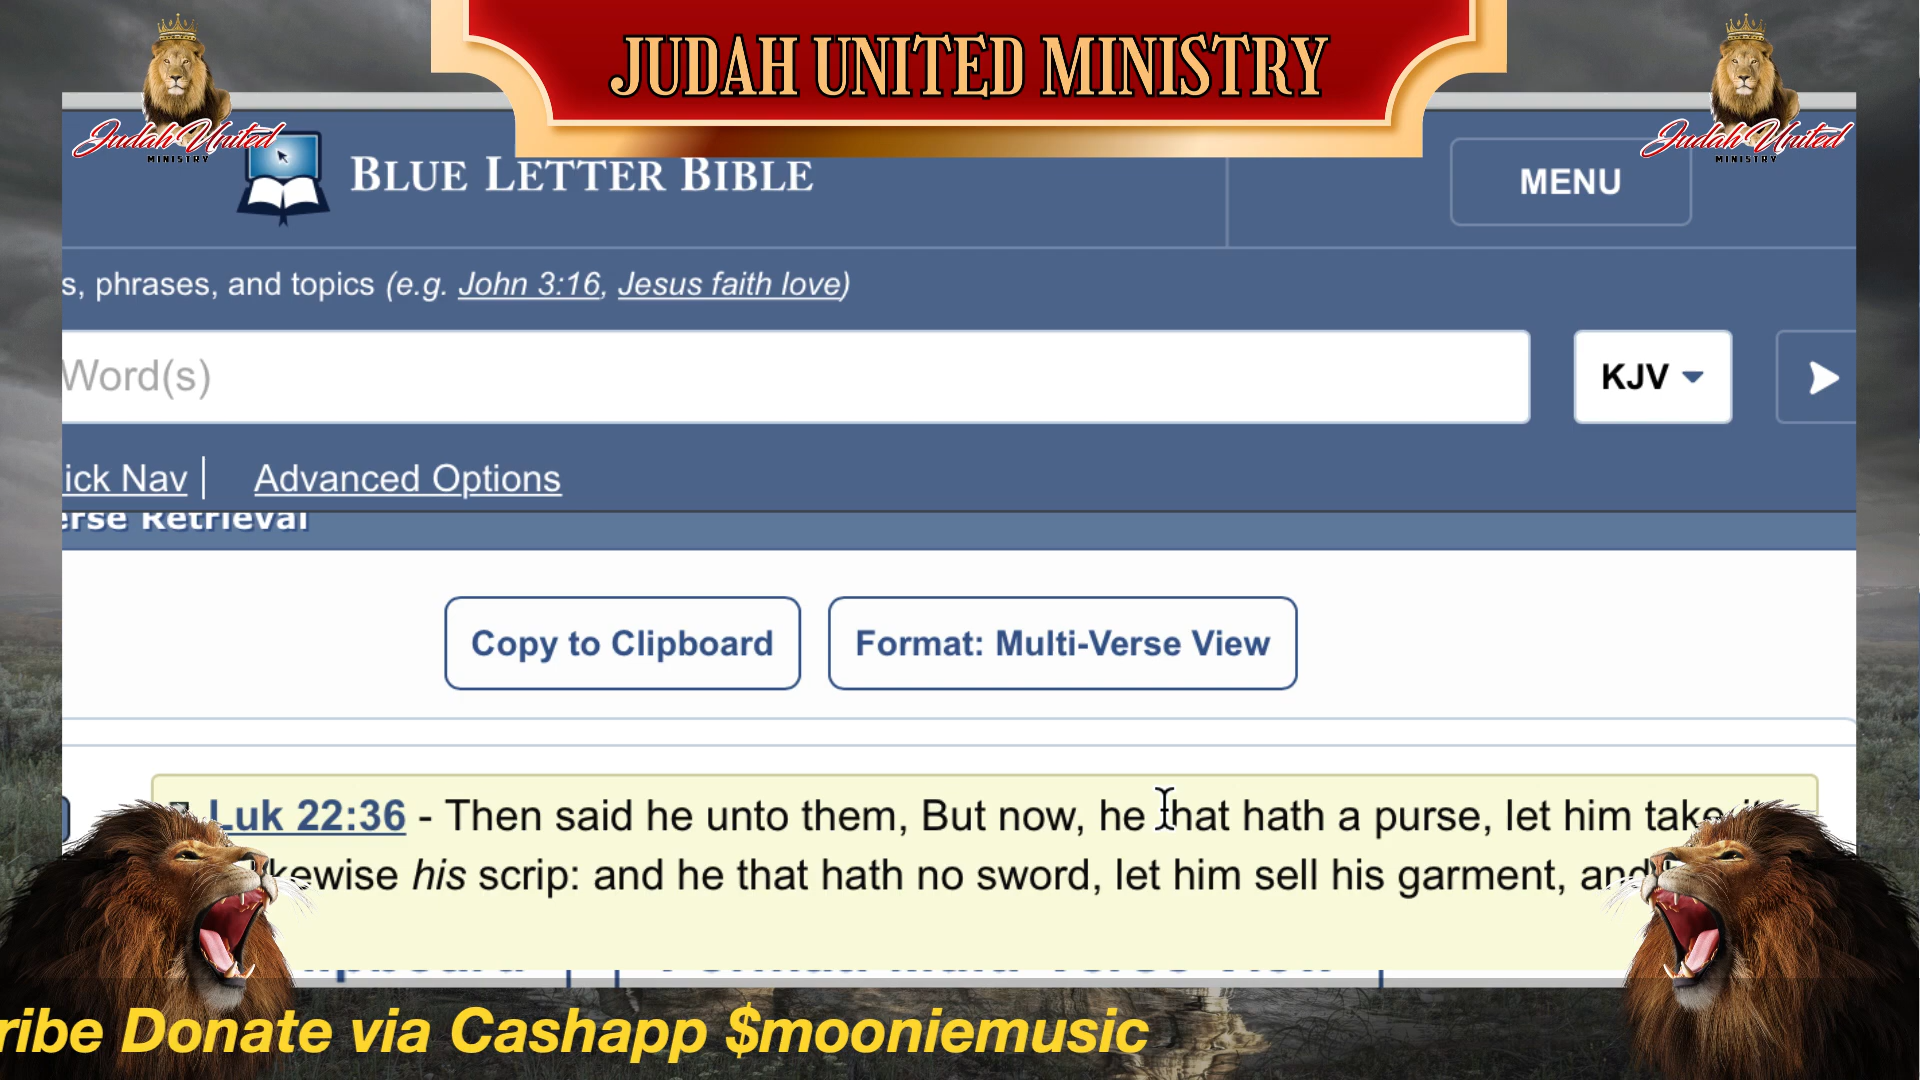 JUDAH UNITED MINISTRY
Judah United
MINISTRY
Judah United
MINISTRY
BLUE LETTER BIBLE
MENU
s, phrases, and topics (e.g. John 3:16, Jesus faith love)
Word(s)
KJV
ick Nav | Advanced Options
erse Retrieval
Copy to Clipboard
Format: Multi-Verse View
Luk 22:36 - Then said he unto them, But now, he that hath a purse, let him take
kewise his scrip: and he that hath no sword, let him sell his garment, and
ribe Donate via Cashapp $mooniemusic